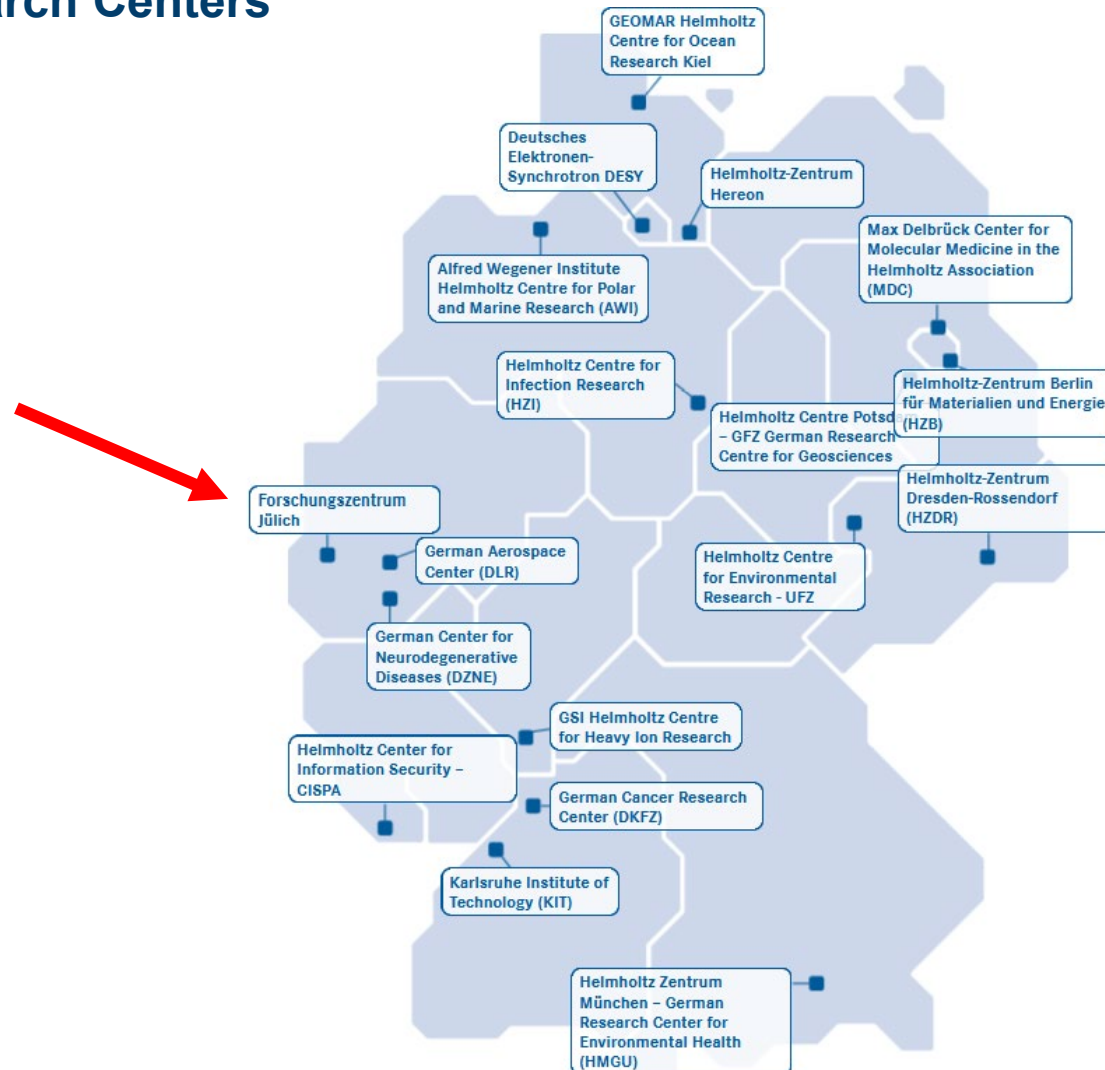 arch Centers
GEOMAR Helmholtz
Centre for Ocean
Research Kiel
Deutsches
Elektronen-
Synchrotron DESY
Helmholtz-Zentrum
Hereon
Max Delbrück Center for
Molecular Medicine in the
Helmholtz Association
(MDC)
Alfred Wegener Institute
Helmholtz Centre for Polar
and Marine Research (AWI)
Helmholtz Centre for
Infection Research
(HZI)
Helmholtz-Zentrum Berlin
für Materialien und Energie
(HZB)
Helmholtz Centre Potsdam
– GFZ German Research
Centre for Geosciences
Helmholtz-Zentrum
Dresden-Rossendorf
(HZDR)
Forschungszentrum
Jülich
German Aerospace
Center (DLR)
Helmholtz Centre
for Environmental
Research - UFZ
German Center for
Neurodegenerative
Diseases (DZNE)
GSI Helmholtz Centre
for Heavy Ion Research
Helmholtz Center for
Information Security –
CISPA
German Cancer Research
Center (DKFZ)
Karlsruhe Institute of
Technology (KIT)
Helmholtz Zentrum
München – German
Research Center for
Environmental Health
(HMGU)